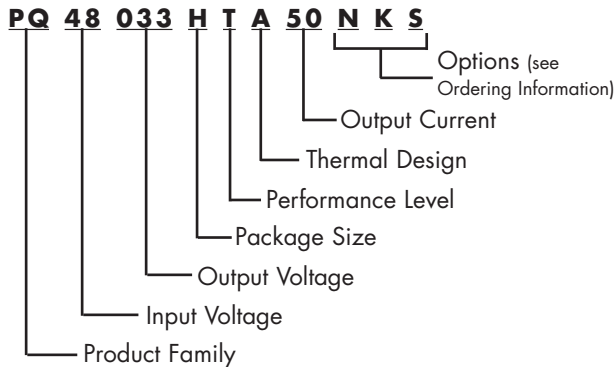 PQ 48 033 H T A 50 N K S
Options (see
Ordering Information)
Output Current
Thermal Design
Performance Level
Package Size
Output Voltage
Input Voltage
Product Family